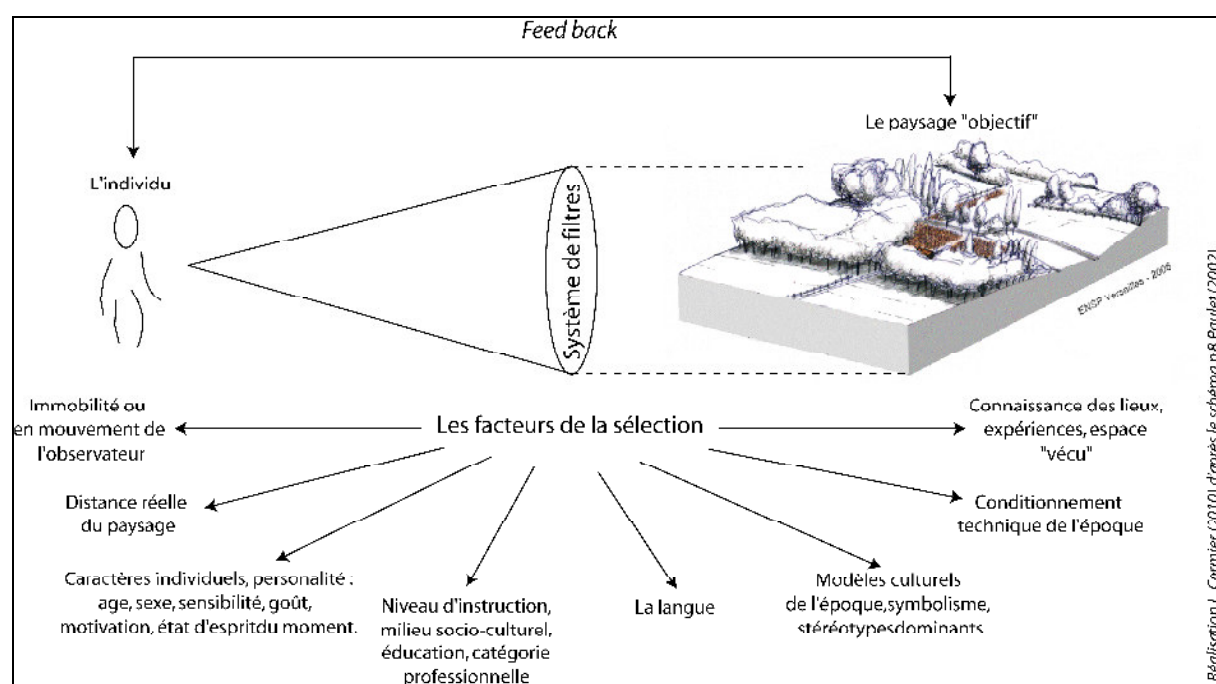 Feed back
Le paysage "objectif"
L'individu
Système de filtres
ENSP Versailles - 2006
Les facteurs de la sélection
Immobilité ou
en mouvement de
l'observateur
Connaissance des lieux,
expériences, espace
"vécu"
Distance réelle
du paysage
Conditionnement
technique de l'époque
Caractères individuels, personalité :
age, sexe, sensibilité, goût,
motivation, état d'espritdu moment.
Niveau d'instruction,
milieu socio-culturel,
éducation, catégorie
professionnelle
La langue
Modèles culturels
de l'époque,symbolisme,
stéréotypesdominants
Réalisation L. Cormier (2010) d'après le schéma p8 Paulet (2002)